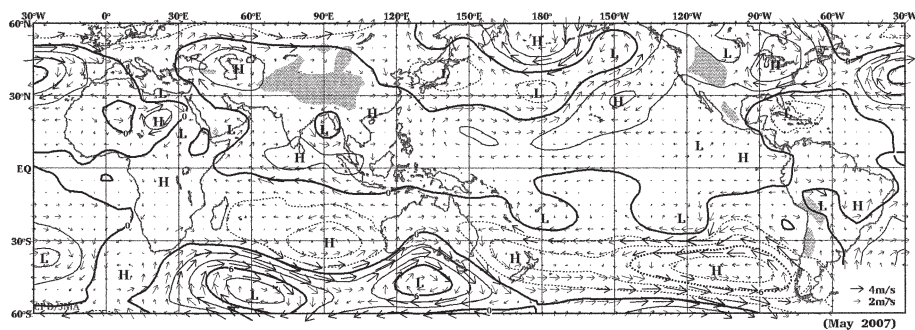 30°W 0° 30°E 60°E 90°E 120°E 150°E 180° 150°W 120°W 90°W 60°W 30°W
60°N
H L L
H H
L
30°N L L H
H L L L H L
H L H
EQ
H H
L L L H
30°S H H
L
H H
L L
60°S
4m/s
2m/s
(May 2007)